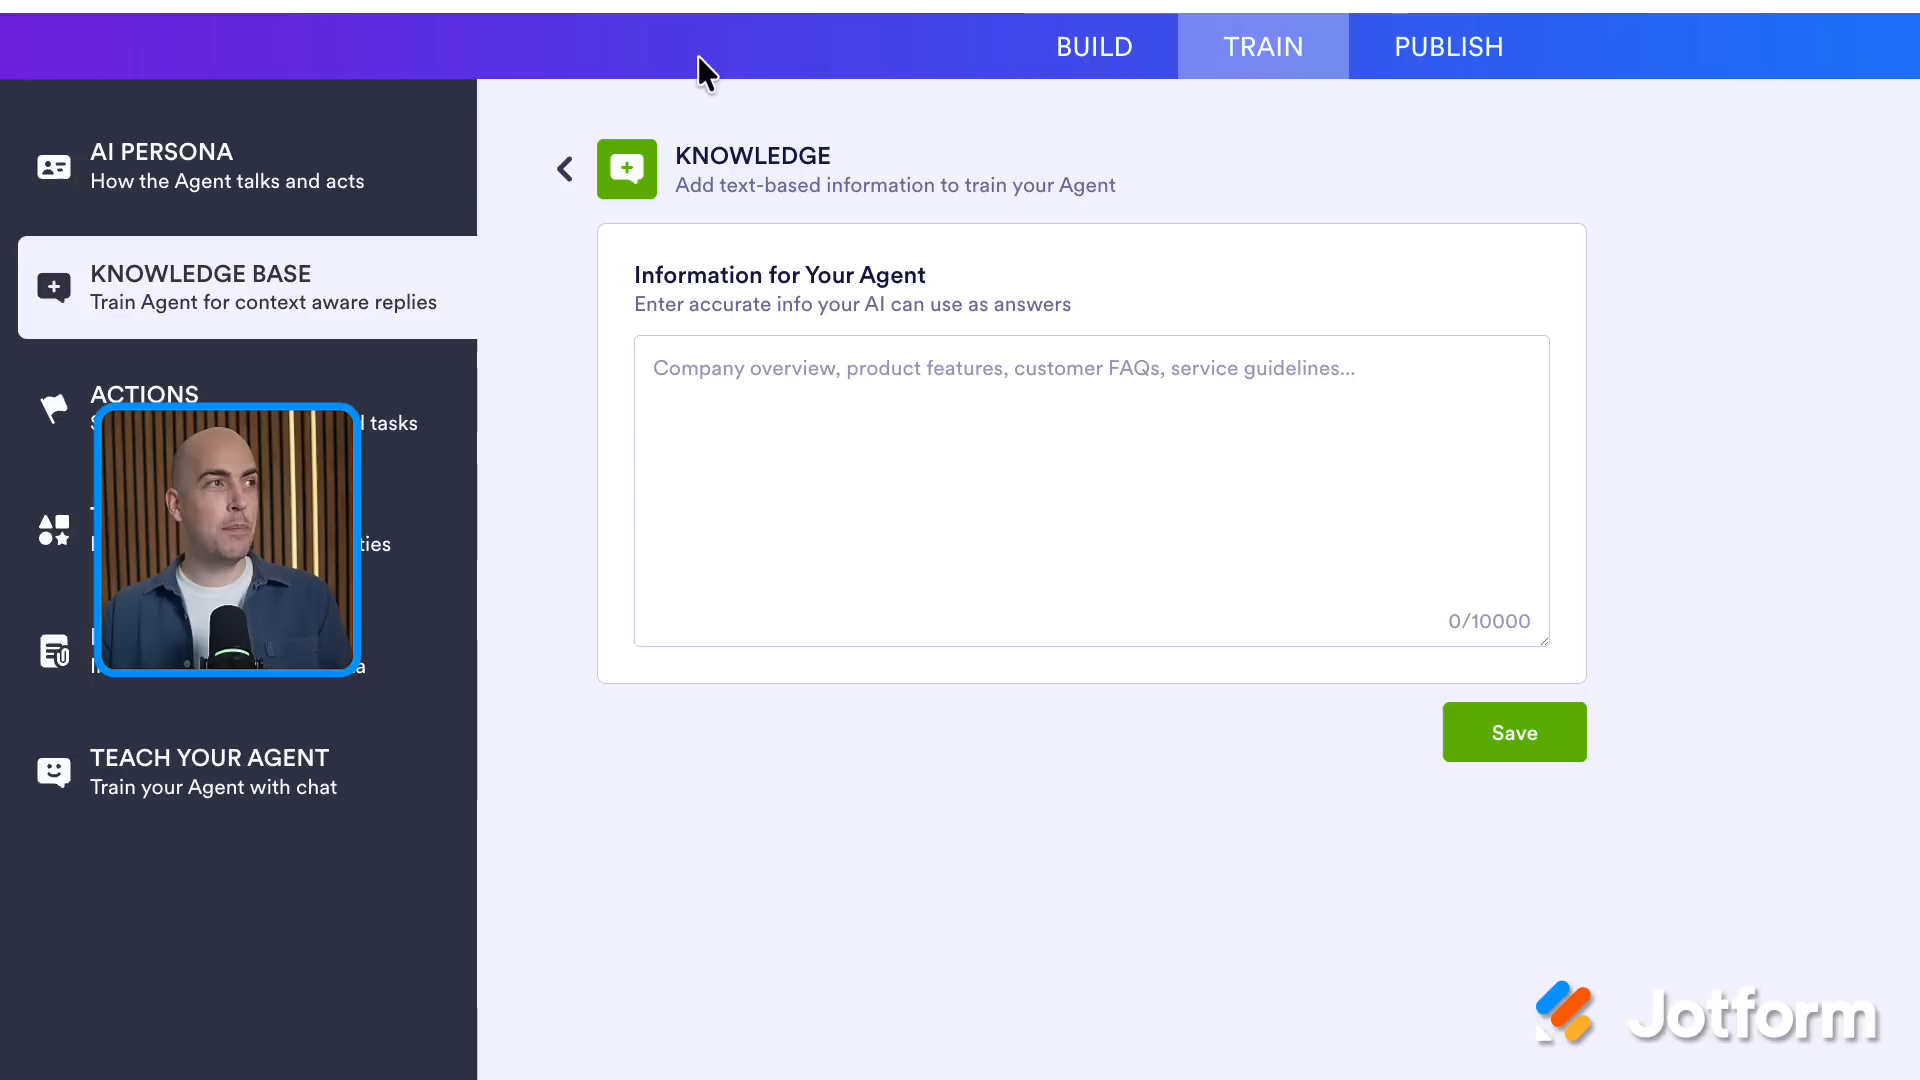 BUILD
TRAIN
PUBLISH
AI PERSONA
How the Agent talks and acts
KNOWLEDGE BASE
Train Agent for context aware replies
ACTIONS
tasks
TEACH YOUR AGENT
Train your Agent with chat
KNOWLEDGE
Add text-based information to train your Agent
Information for Your Agent
Enter accurate info your AI can use as answers
Company overview, product features, customer FAQs, service guidelines...
0/10000
Save
Jotform